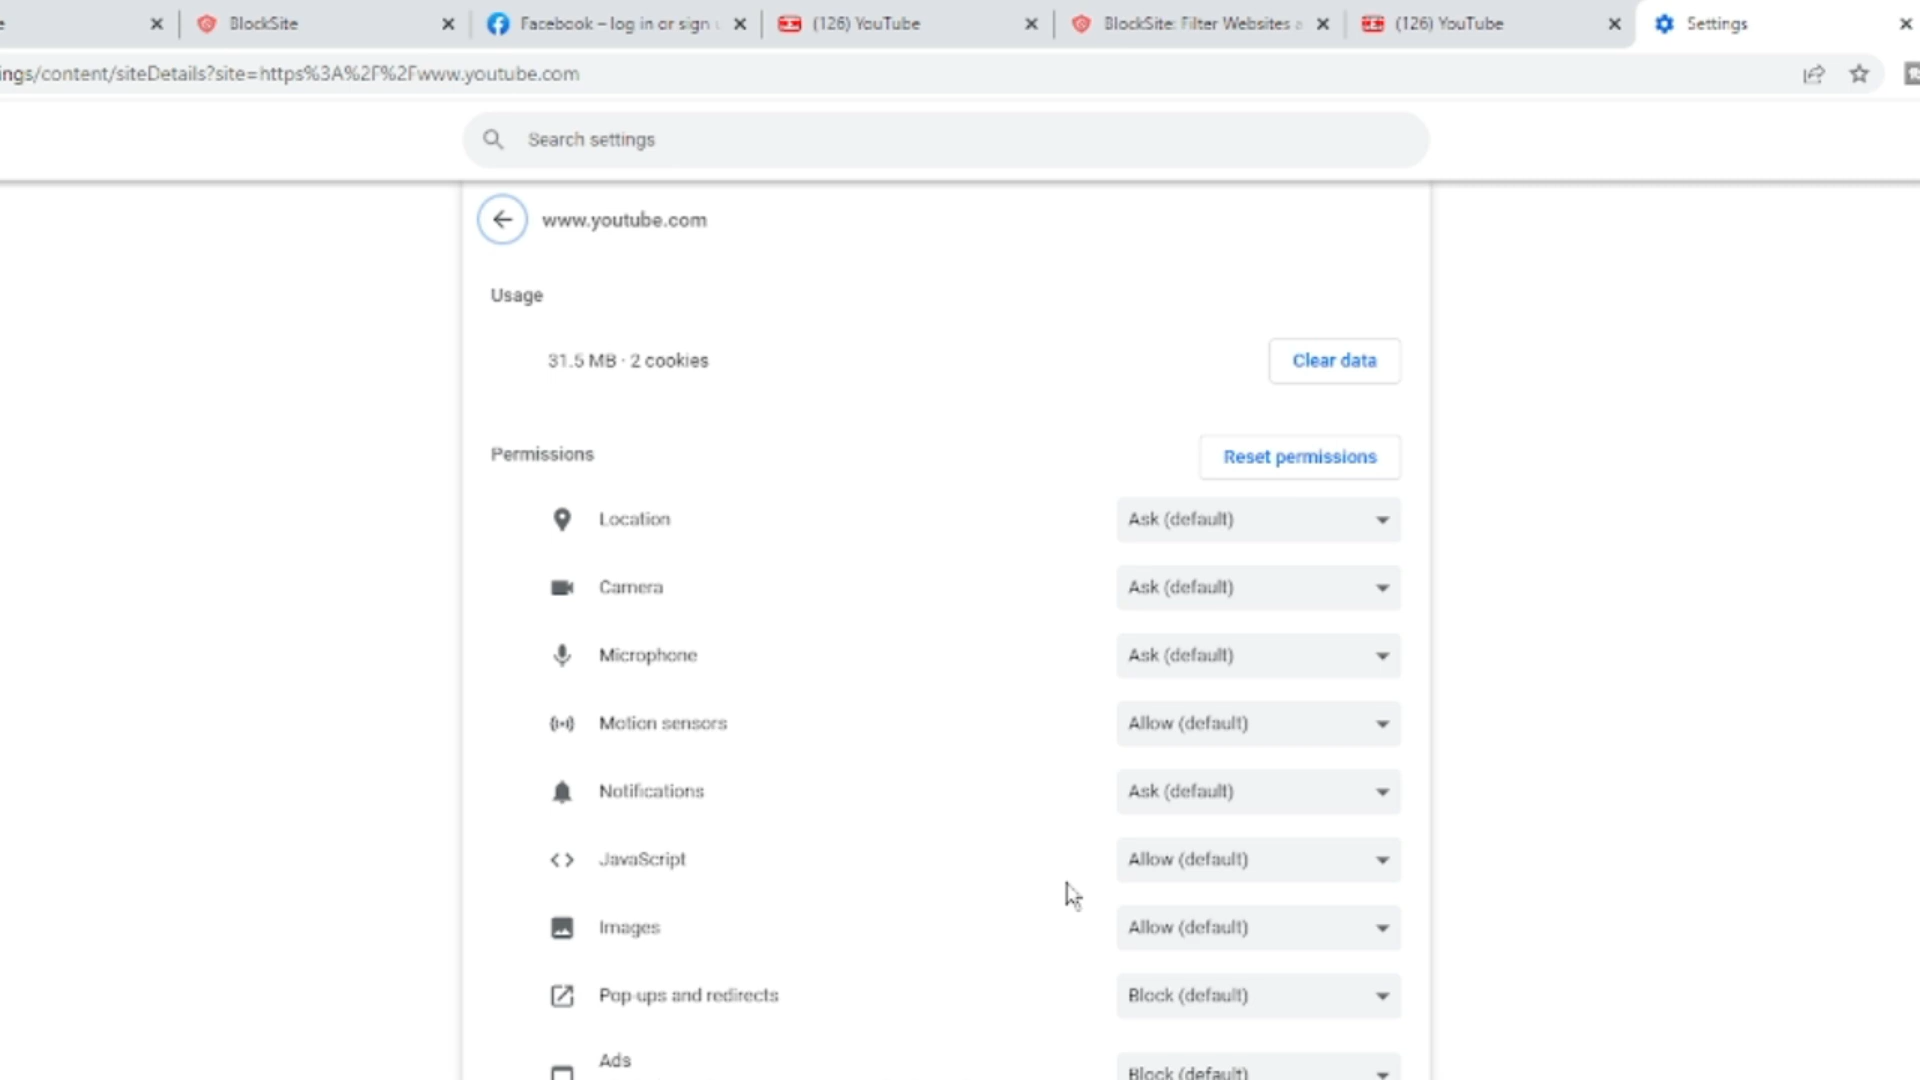 BlockSite
Facebook – log in or sign
(126) YouTube
BlockSite: Filter Websites
(126) YouTube
Settings
ings/content/siteDetails?site=https%3A%2F%2Fwww.youtube.com
Search settings
www.youtube.com
Usage
31.5 MB · 2 cookies
Clear data
Permissions
Reset permissions
Location
Ask (default)
Camera
Ask (default)
Microphone
Ask (default)
Motion sensors
Allow (default)
Notifications
Ask (default)
JavaScript
Allow (default)
Images
Allow (default)
Pop-ups and redirects
Block (default)
Ads
Block (default)